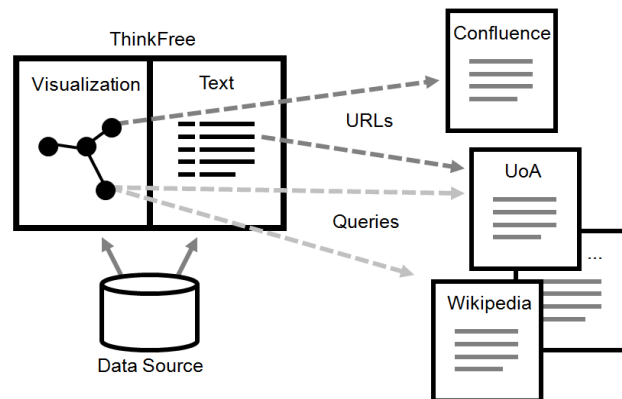 ThinkFree
Visualization
Text
Confluence
URLs
UoA
Queries
...
Wikipedia
Data Source